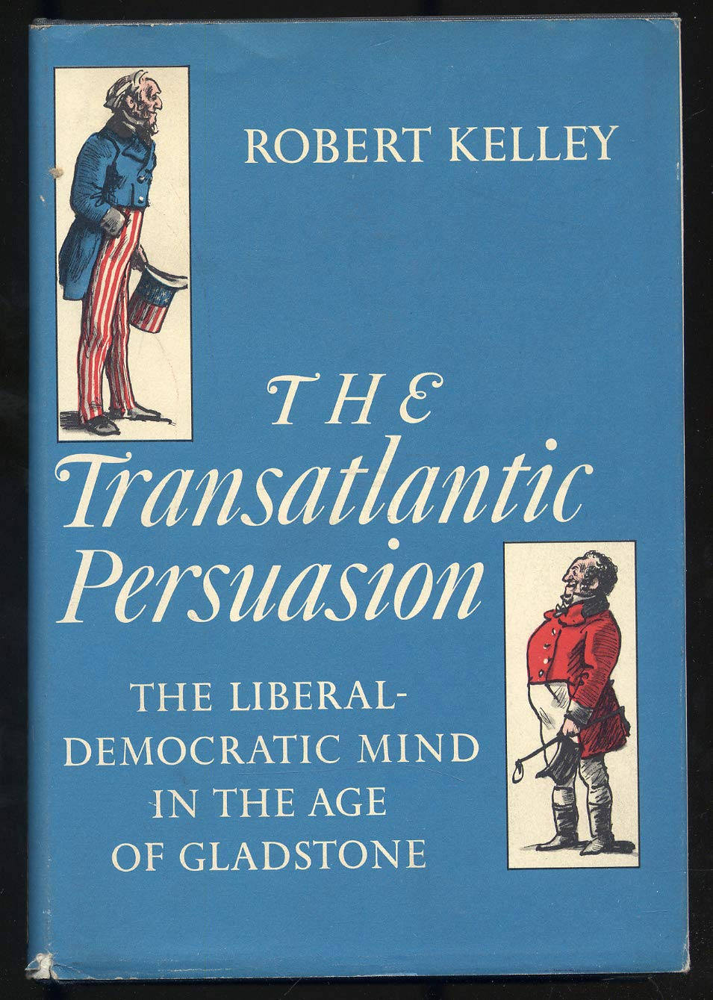 ROBERT KELLEY
THE
Transatlantic
Persuasion
THE LIBERAL-
DEMOCRATIC MIND
IN THE AGE
OF GLADSTONE